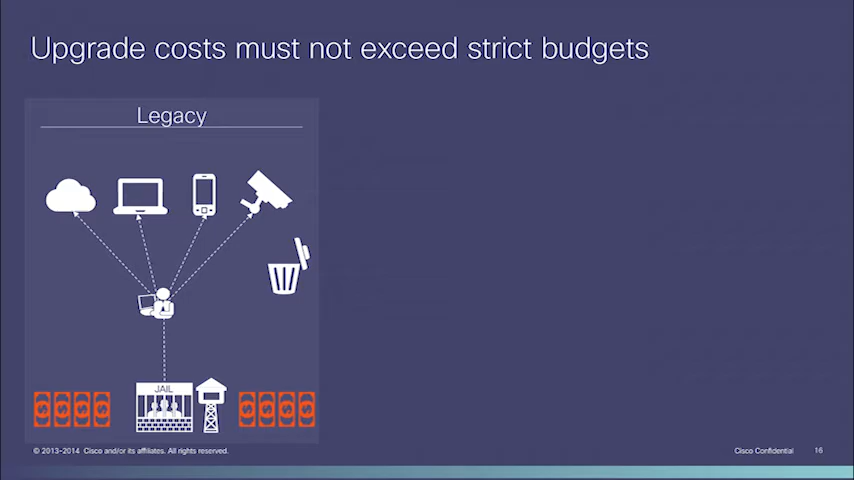 Upgrade costs must not exceed strict budgets
Legacy
JAIL
$ $ $ $
$ $ $ $
© 2013-2014 Cisco and/or its affiliates. All rights reserved.
Cisco Confidential
16